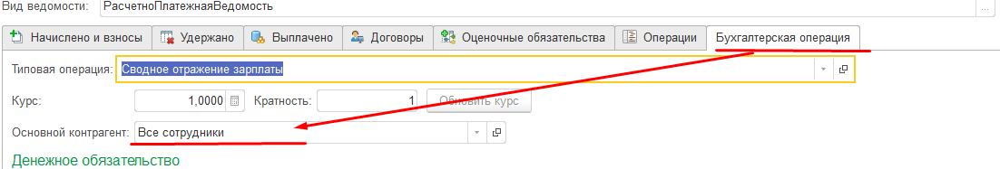 Вид ведомости: РасчетноПлатежнаяВедомость ...
Начислено и взносы Удержано Выплачено Договоры Оценочные обязательства Операции Бухгалтерская операция
Типовая операция: Сводное отражение зарплаты
Курс: 1,0000 Кратность: 1 Обновить курс
Основной контрагент: Все сотрудники
Денежное обязательство